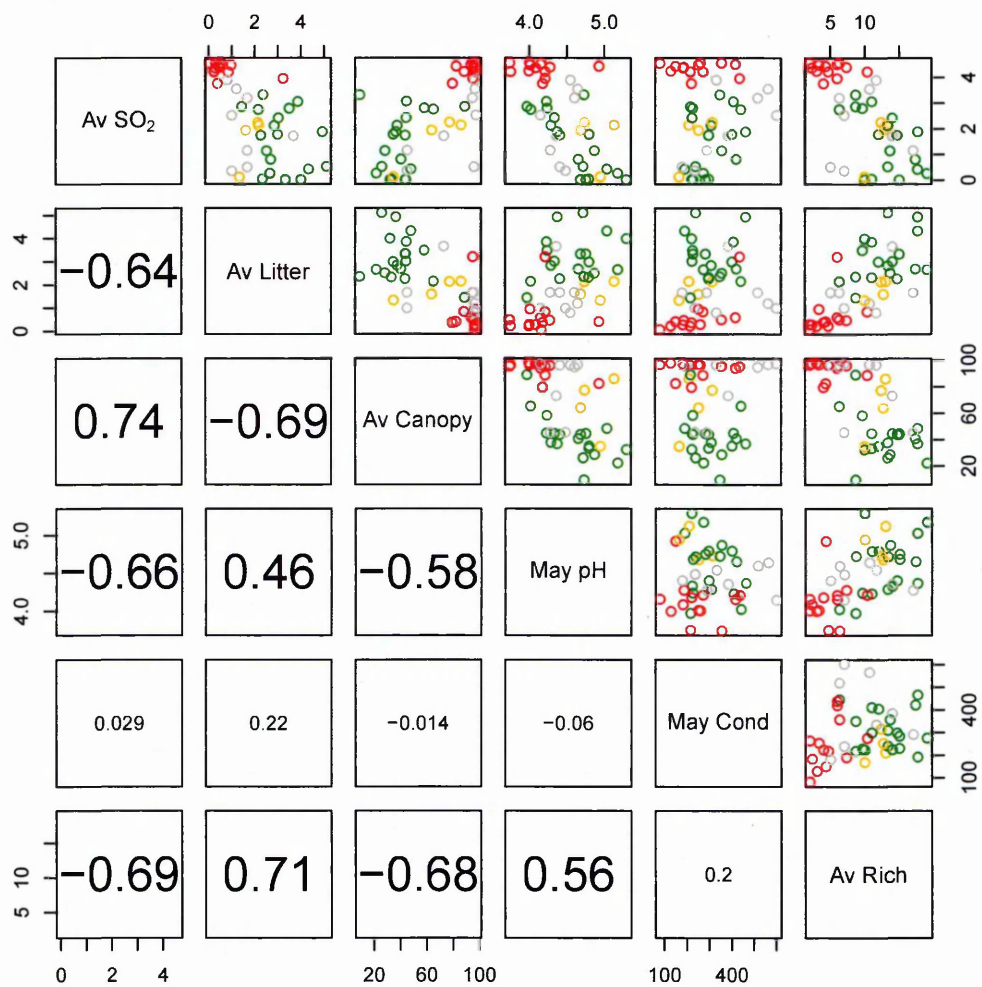 0 2 4 4.0 5.0 5 10
Av SO₂ 0 2 4
0 2 4 −0.64 Av Litter
0.74 −0.69 Av Canopy 20 60 100
4.0 5.0 −0.66 0.46 −0.58 May pH
0.029 0.22 −0.014 −0.06 May Cond 100 400
5 10 −0.69 0.71 −0.68 0.56 0.2 Av Rich
0 2 4 20 60 100 100 400